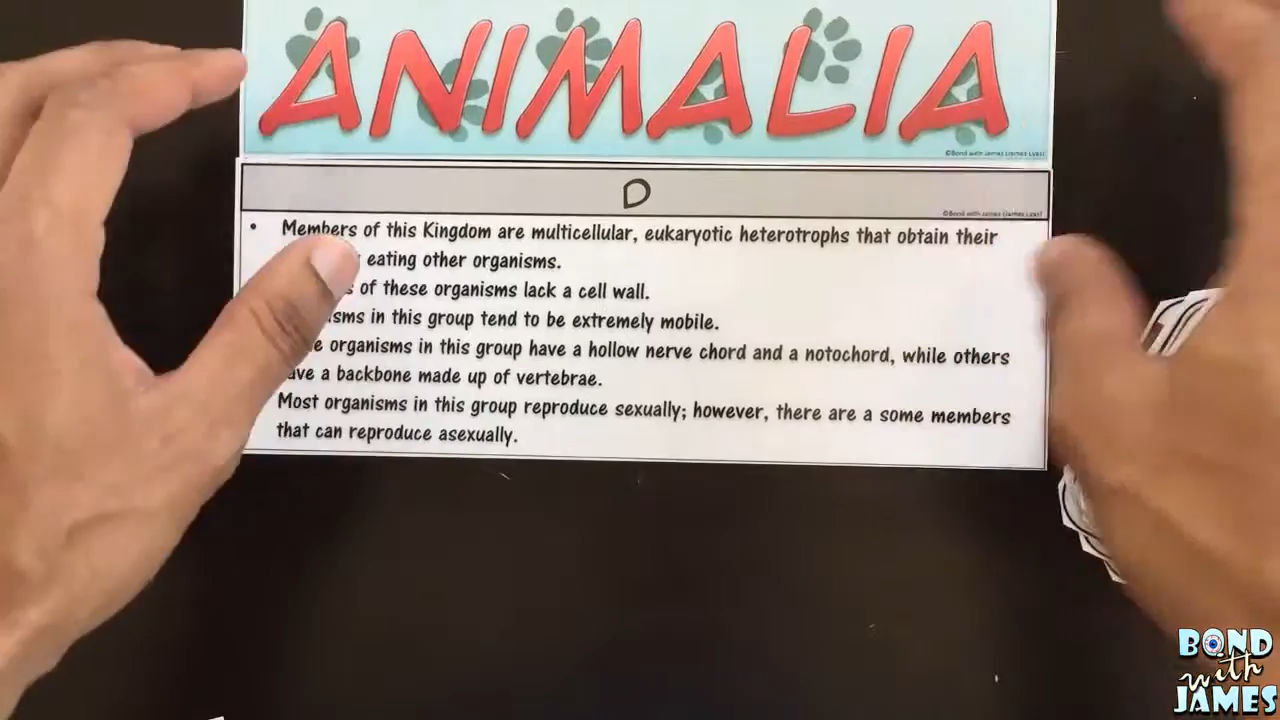 ANIMALIA
©Bond with James (James Lyas)
D
©Bond with James (James Lyas)
• Members of this Kingdom are multicellular, eukaryotic heterotrophs that obtain their
eating other organisms.
of these organisms lack a cell wall.
in this group tend to be extremely mobile.
organisms in this group have a hollow nerve chord and a notochord, while others
a backbone made up of vertebrae.
Most organisms in this group reproduce sexually; however, there are a some members
that can reproduce asexually.
BOND
with
JAMES